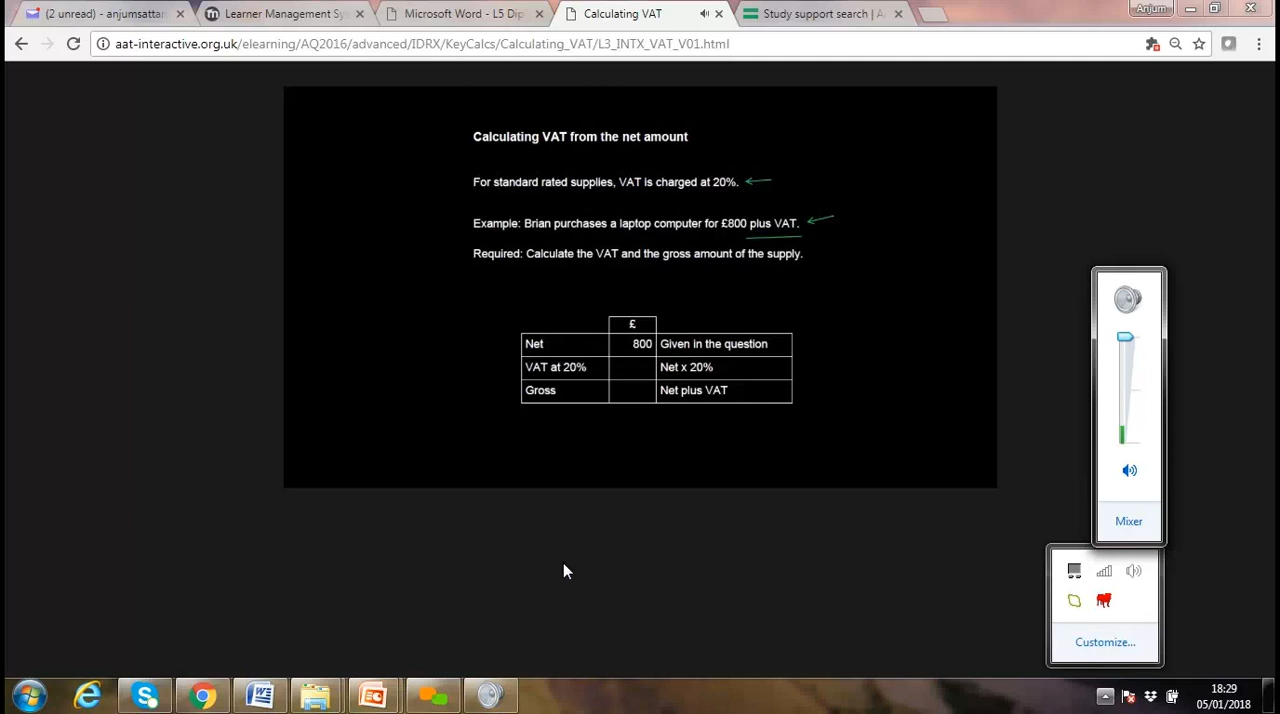 (2 unread) - anjumsattar
Learner Management Sy
Microsoft Word - L5 Dip
Calculating VAT
Study support search | A
Anjum
aat-interactive.org.uk/elearning/AQ2016/advanced/IDRX/KeyCalcs/Calculating_VAT/L3_INTX_VAT_V01.html
Calculating VAT from the net amount
For standard rated supplies, VAT is charged at 20%.
Example: Brian purchases a laptop computer for £800 plus VAT.
Required: Calculate the VAT and the gross amount of the supply.
£
Net 800 Given in the question
VAT at 20% Net x 20%
Gross Net plus VAT
Mixer
Customize...
18:29
05/01/2018